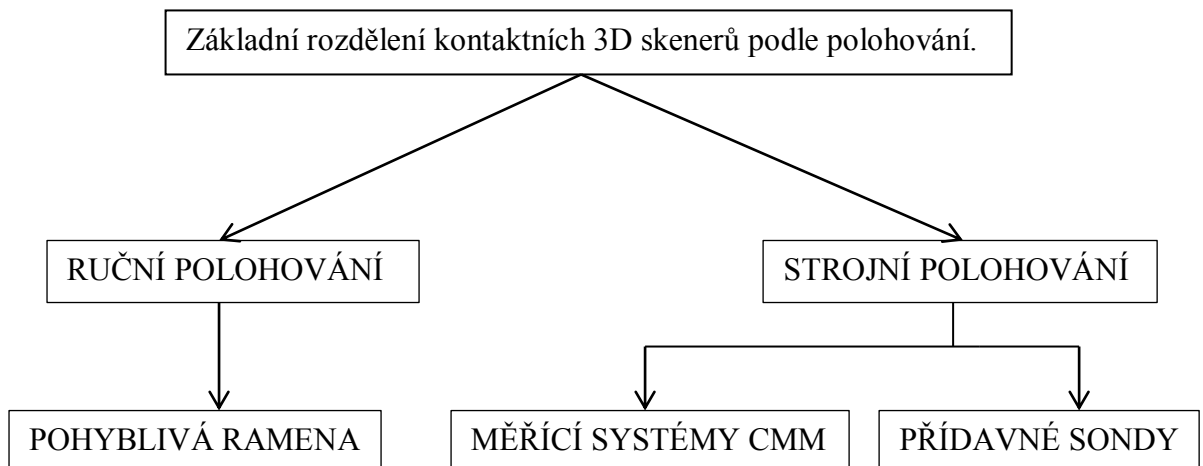 Základní rozdělení kontaktních 3D skenerů podle polohování.
RUČNÍ POLOHOVÁNÍ
STROJNÍ POLOHOVÁNÍ
POHYBLIVÁ RAMENA
MĚŘÍCÍ SYSTÉMY CMM
PŘÍDAVNÉ SONDY